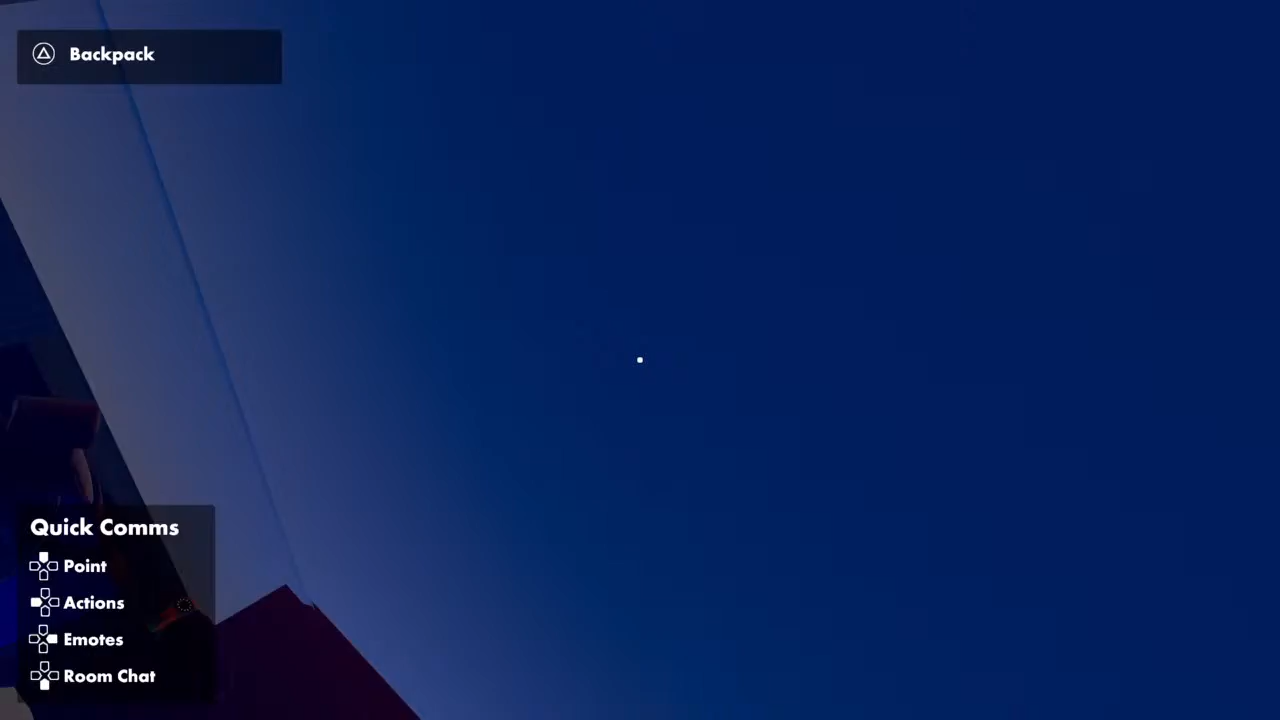 Backpack
Quick Comms
Point
Actions
Emotes
Room Chat